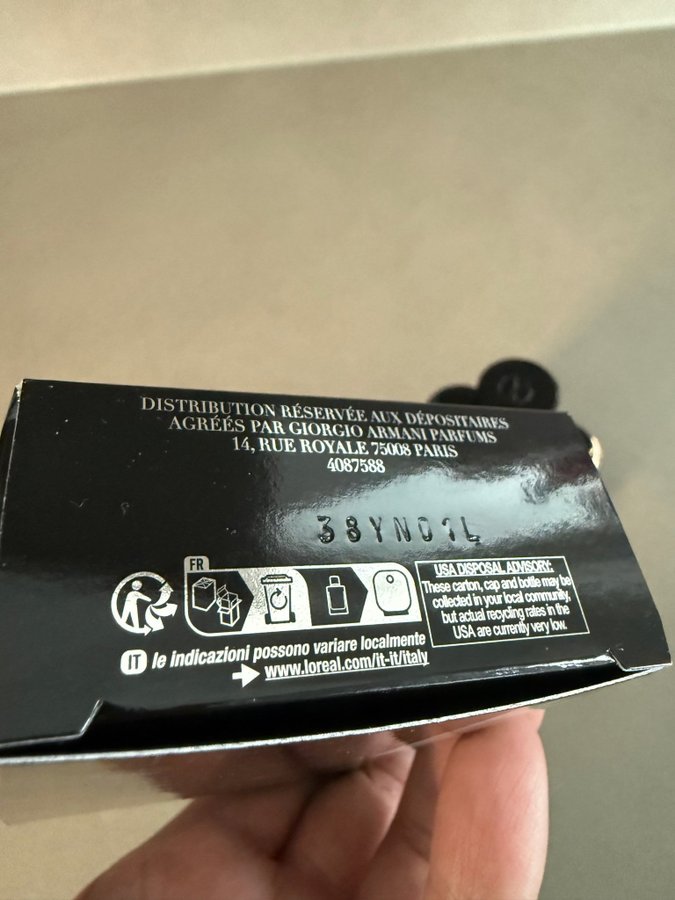 DISTRIBUTION RÉSERVÉE AUX DÉPOSITAIRES
AGRÉÉS PAR GIORGIO ARMANI PARFUMS
14, RUE ROYALE 75008 PARIS
4087588
38YN01L
FR
USA DISPOSAL ADVISORY:
These carton, cap and bottle may be
collected in your local community,
but actual recycling rates in the
USA are currently very low.
IT le indicazioni possono variare localmente
www.loreal.com/it-it/italy